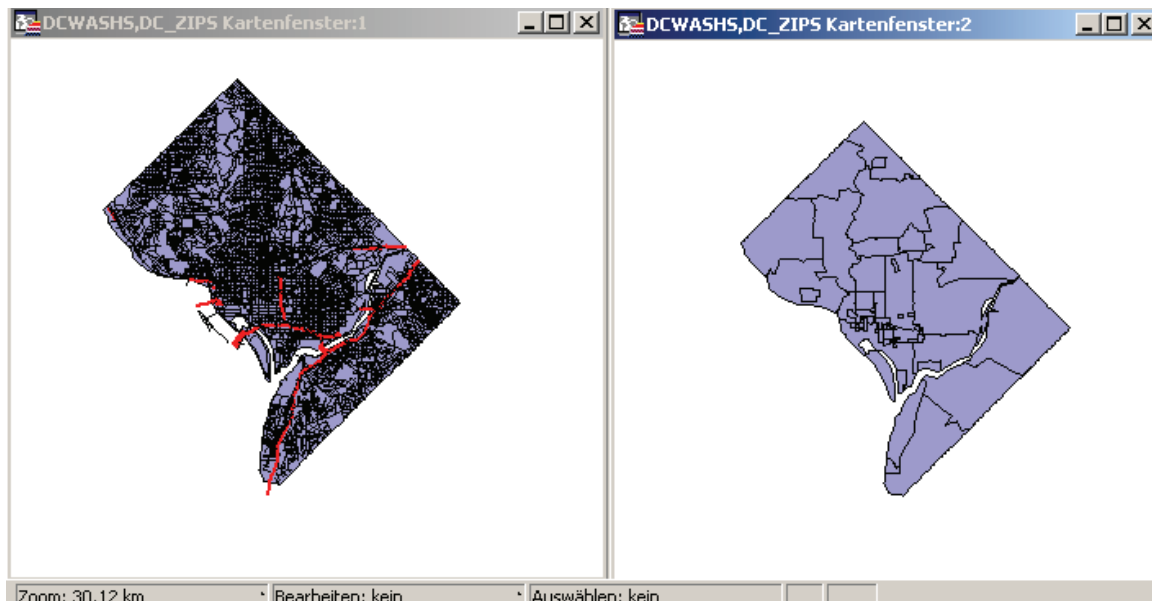 DCWASHS,DC_ZIPS Kartenfenster:1
DCWASHS,DC_ZIPS Kartenfenster:2
Zoom: 30,12 km
Bearbeiten: kein
Auswählen: kein